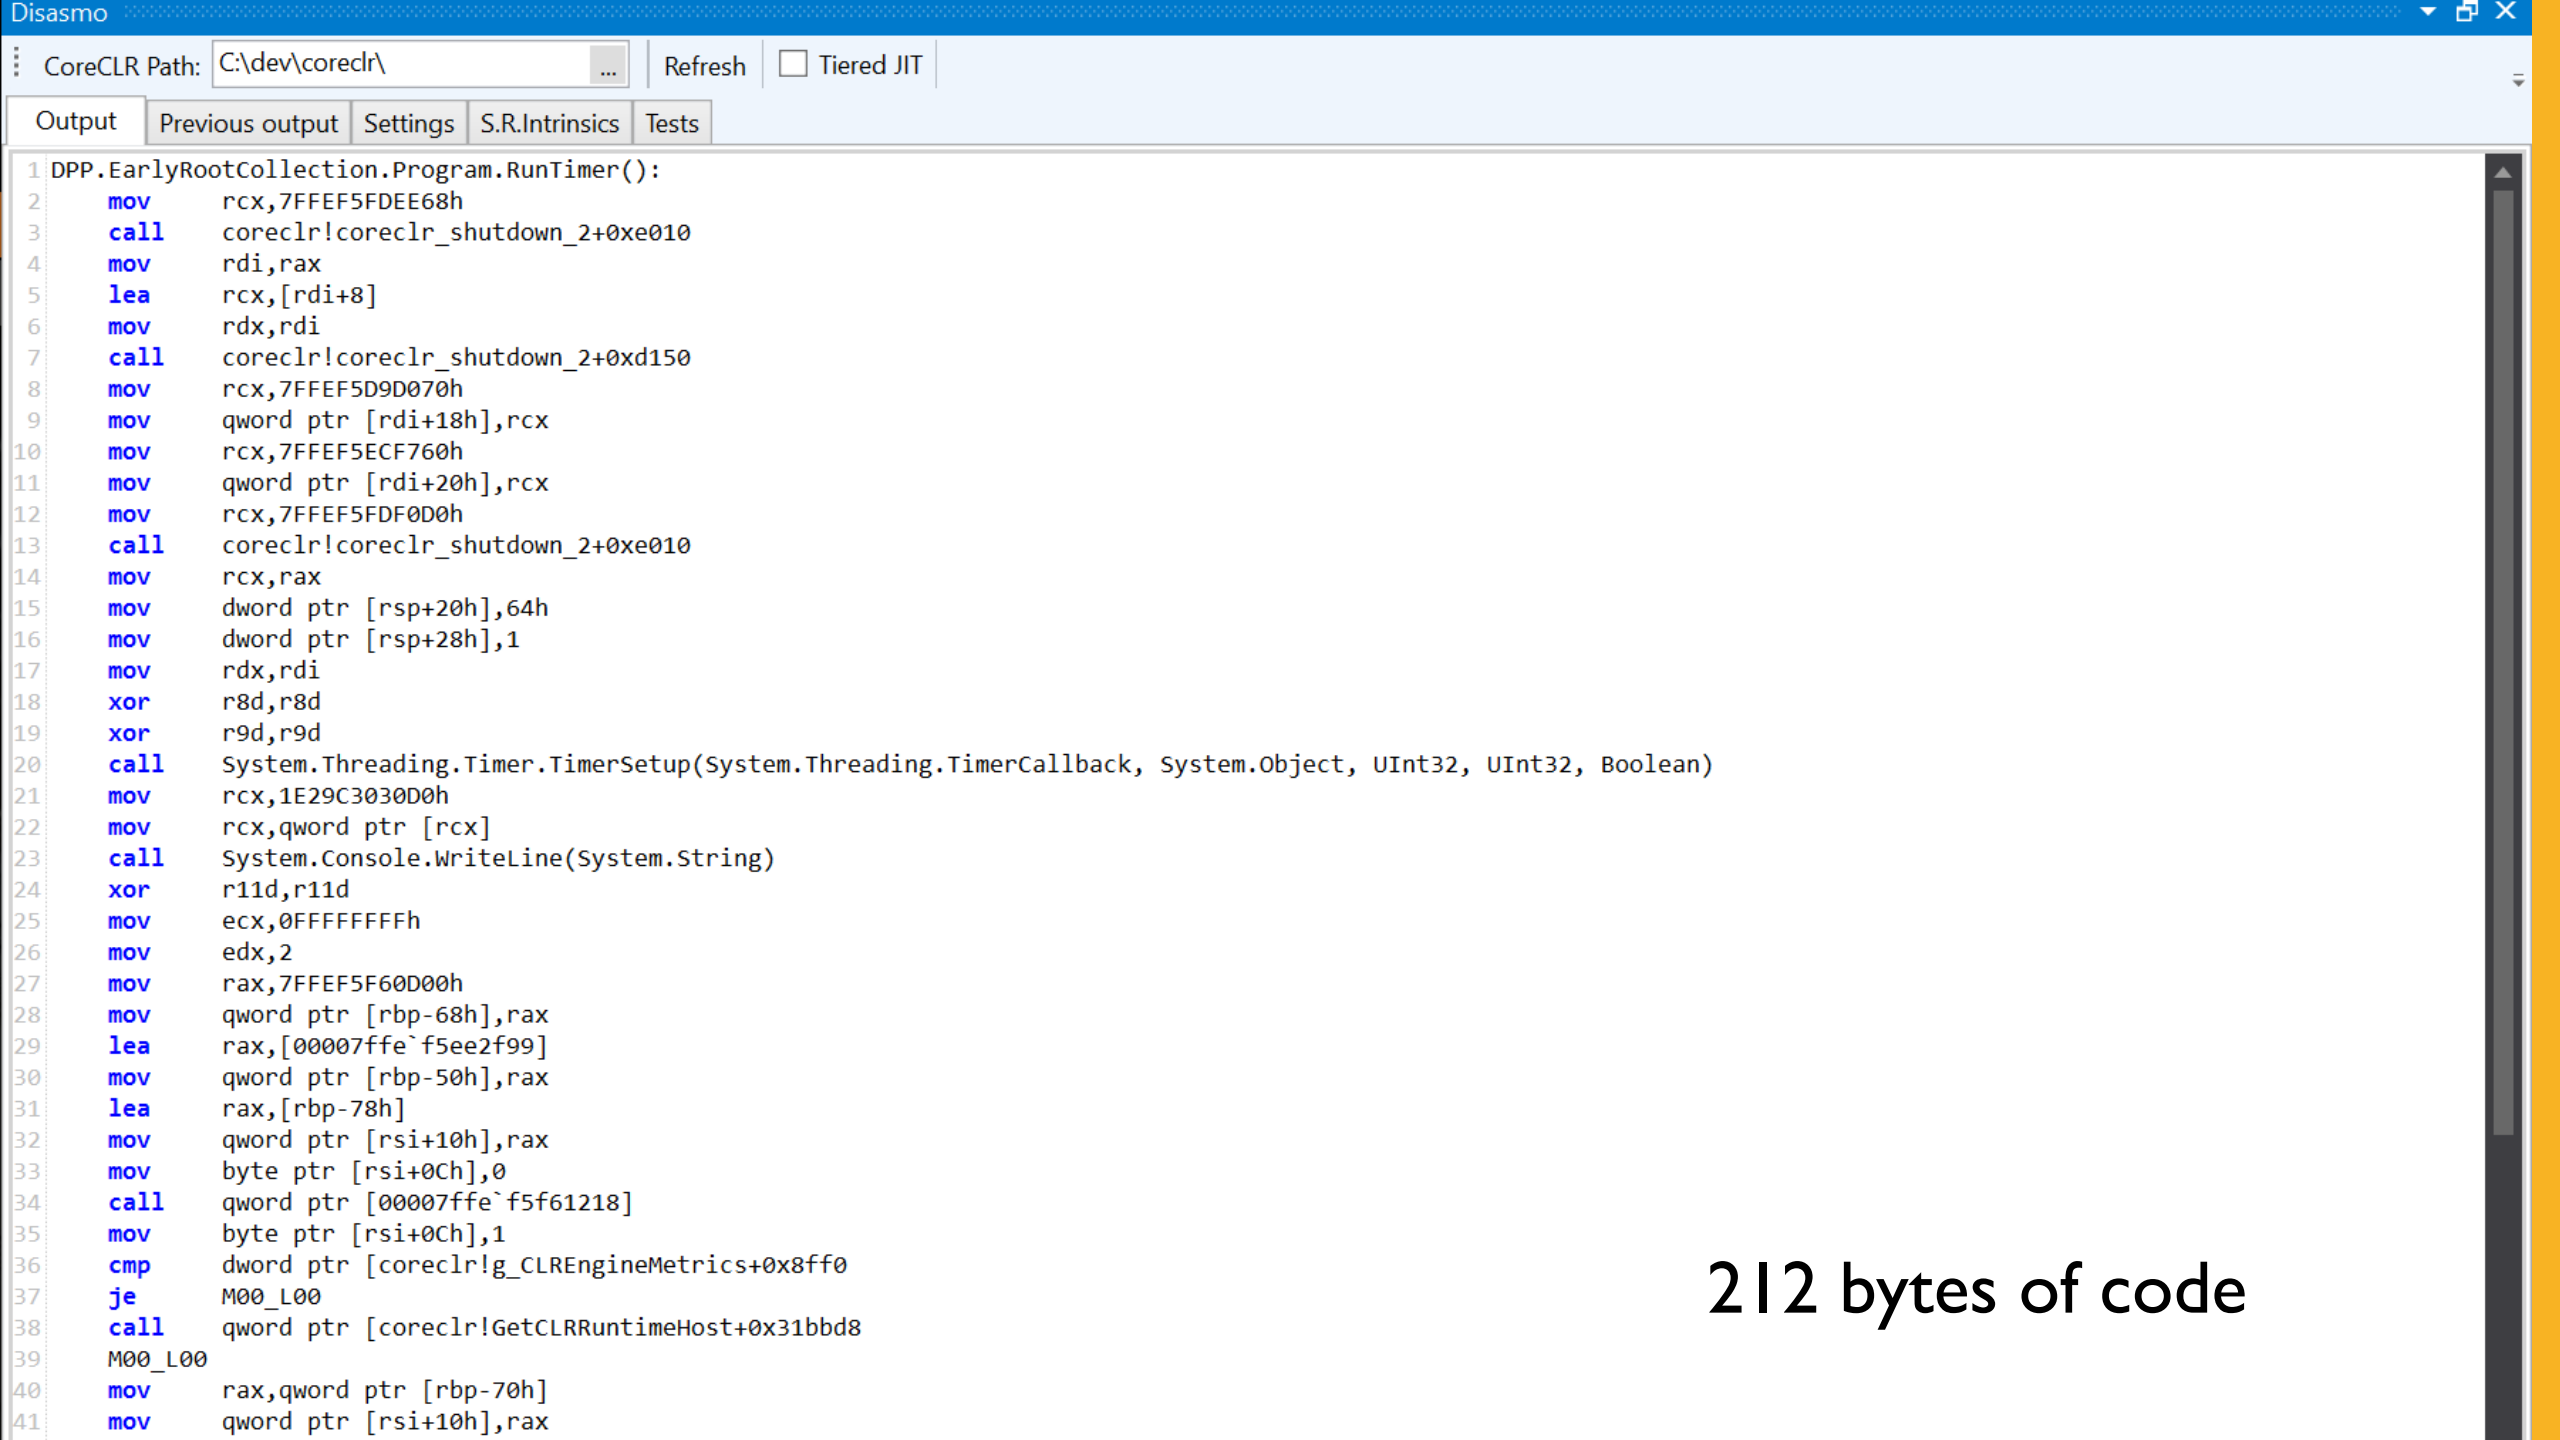 Disasmo
CoreCLR Path: C:\dev\coreclr\ ... Refresh Tiered JIT
Output Previous output Settings S.R.Intrinsics Tests
1 DPP.EarlyRootCollection.Program.RunTimer():
2 mov rcx,7FFEF5FDEE68h
3 call coreclr!coreclr_shutdown_2+0xe010
4 mov rdi,rax
5 lea rcx,[rdi+8]
6 mov rdx,rdi
7 call coreclr!coreclr_shutdown_2+0xd150
8 mov rcx,7FFEF5D9D070h
9 mov qword ptr [rdi+18h],rcx
10 mov rcx,7FFEF5ECF760h
11 mov qword ptr [rdi+20h],rcx
12 mov rcx,7FFEF5FDF0D0h
13 call coreclr!coreclr_shutdown_2+0xe010
14 mov rcx,rax
15 mov dword ptr [rsp+20h],64h
16 mov dword ptr [rsp+28h],1
17 mov rdx,rdi
18 xor r8d,r8d
19 xor r9d,r9d
20 call System.Threading.Timer.TimerSetup(System.Threading.TimerCallback, System.Object, UInt32, UInt32, Boolean)
21 mov rcx,1E29C3030D0h
22 mov rcx,qword ptr [rcx]
23 call System.Console.WriteLine(System.String)
24 xor r11d,r11d
25 mov ecx,0FFFFFFFFh
26 mov edx,2
27 mov rax,7FFEF5F60D00h
28 mov qword ptr [rbp-68h],rax
29 lea rax,[00007ffe`f5ee2f99]
30 mov qword ptr [rbp-50h],rax
31 lea rax,[rbp-78h]
32 mov qword ptr [rsi+10h],rax
33 mov byte ptr [rsi+0Ch],0
34 call qword ptr [00007ffe`f5f61218]
35 mov byte ptr [rsi+0Ch],1
36 cmp dword ptr [coreclr!g_CLREngineMetrics+0x8ff0
37 je M00_L00
38 call qword ptr [coreclr!GetCLRRuntimeHost+0x31bbd8
39 M00_L00
40 mov rax,qword ptr [rbp-70h]
41 mov qword ptr [rsi+10h],rax
212 bytes of code